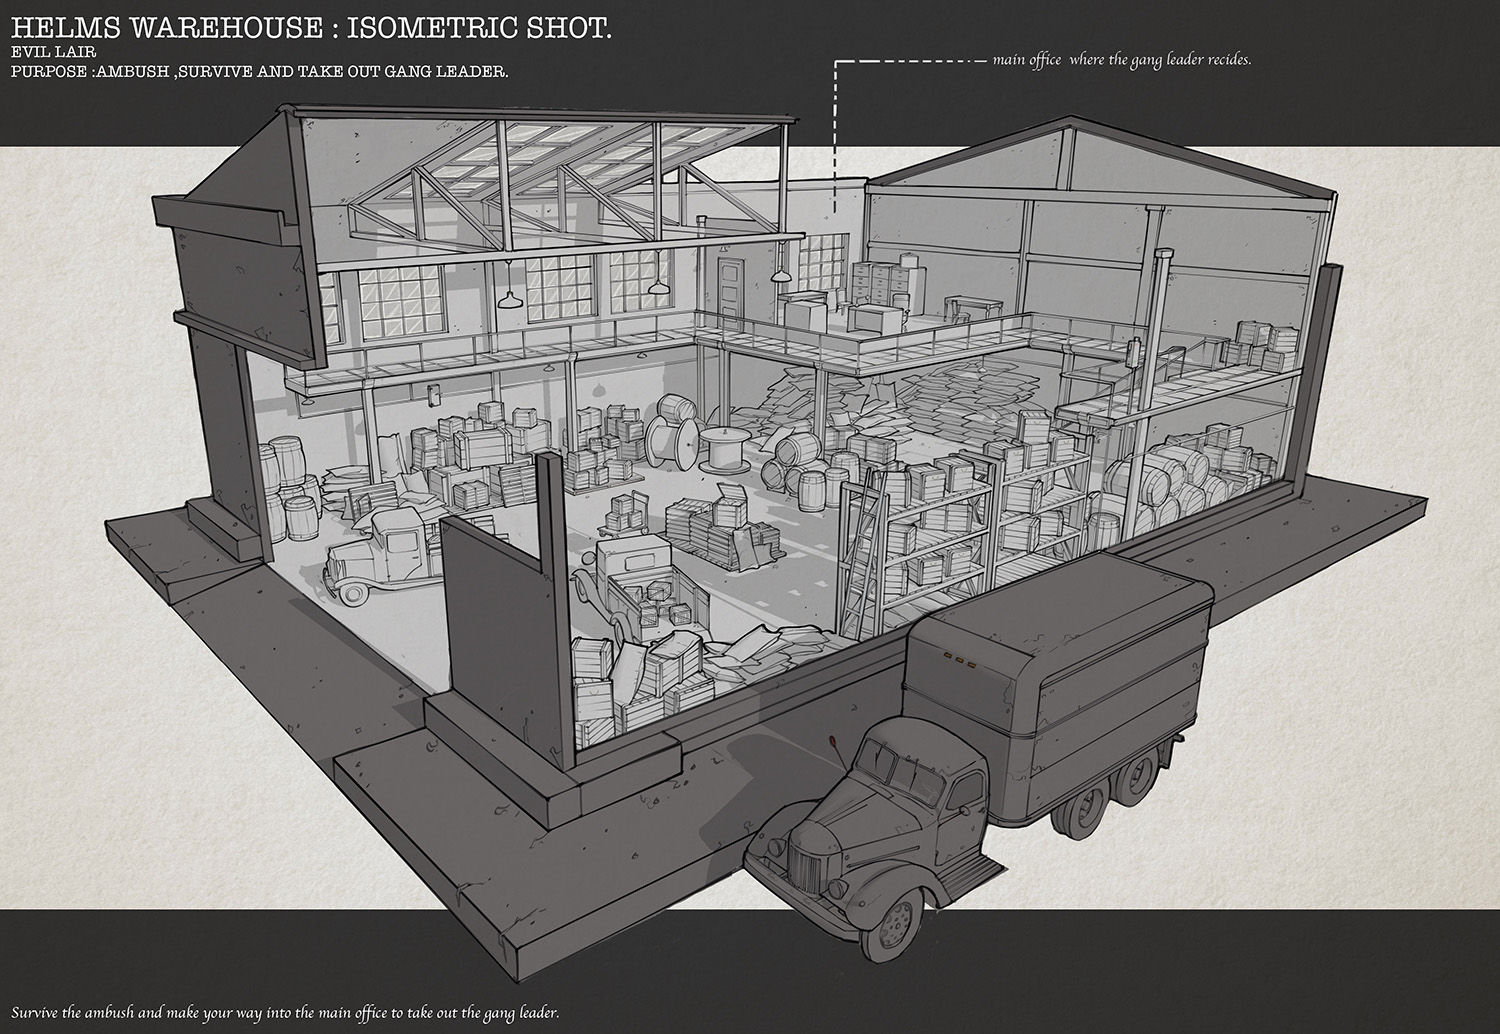 HELMS WAREHOUSE : ISOMETRIC SHOT.
EVIL LAIR
PURPOSE :AMBUSH ,SURVIVE AND TAKE OUT GANG LEADER.
main office where the gang leader recides.
Survive the ambush and make your way into the main office to take out the gang leader.